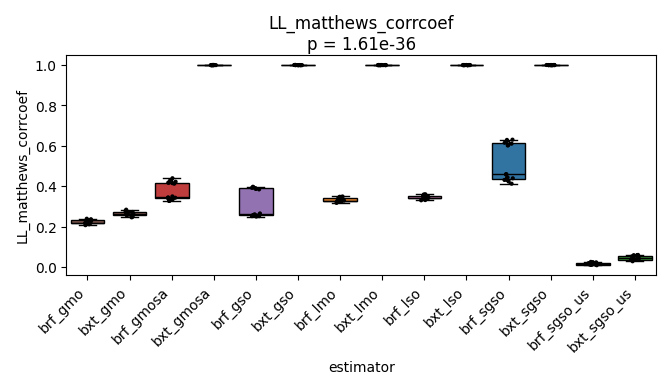 LL_matthews_corrcoef
p = 1.61e-36
LL_matthews_corrcoef
1.0
0.8
0.6
0.4
0.2
0.0
brf_gmo
bxt_gmo
brf_gmosa
bxt_gmosa
brf_gso
bxt_gso
brf_lmo
bxt_lmo
brf_lso
bxt_lso
brf_sgso
bxt_sgso
brf_sgso_us
bxt_sgso_us
estimator